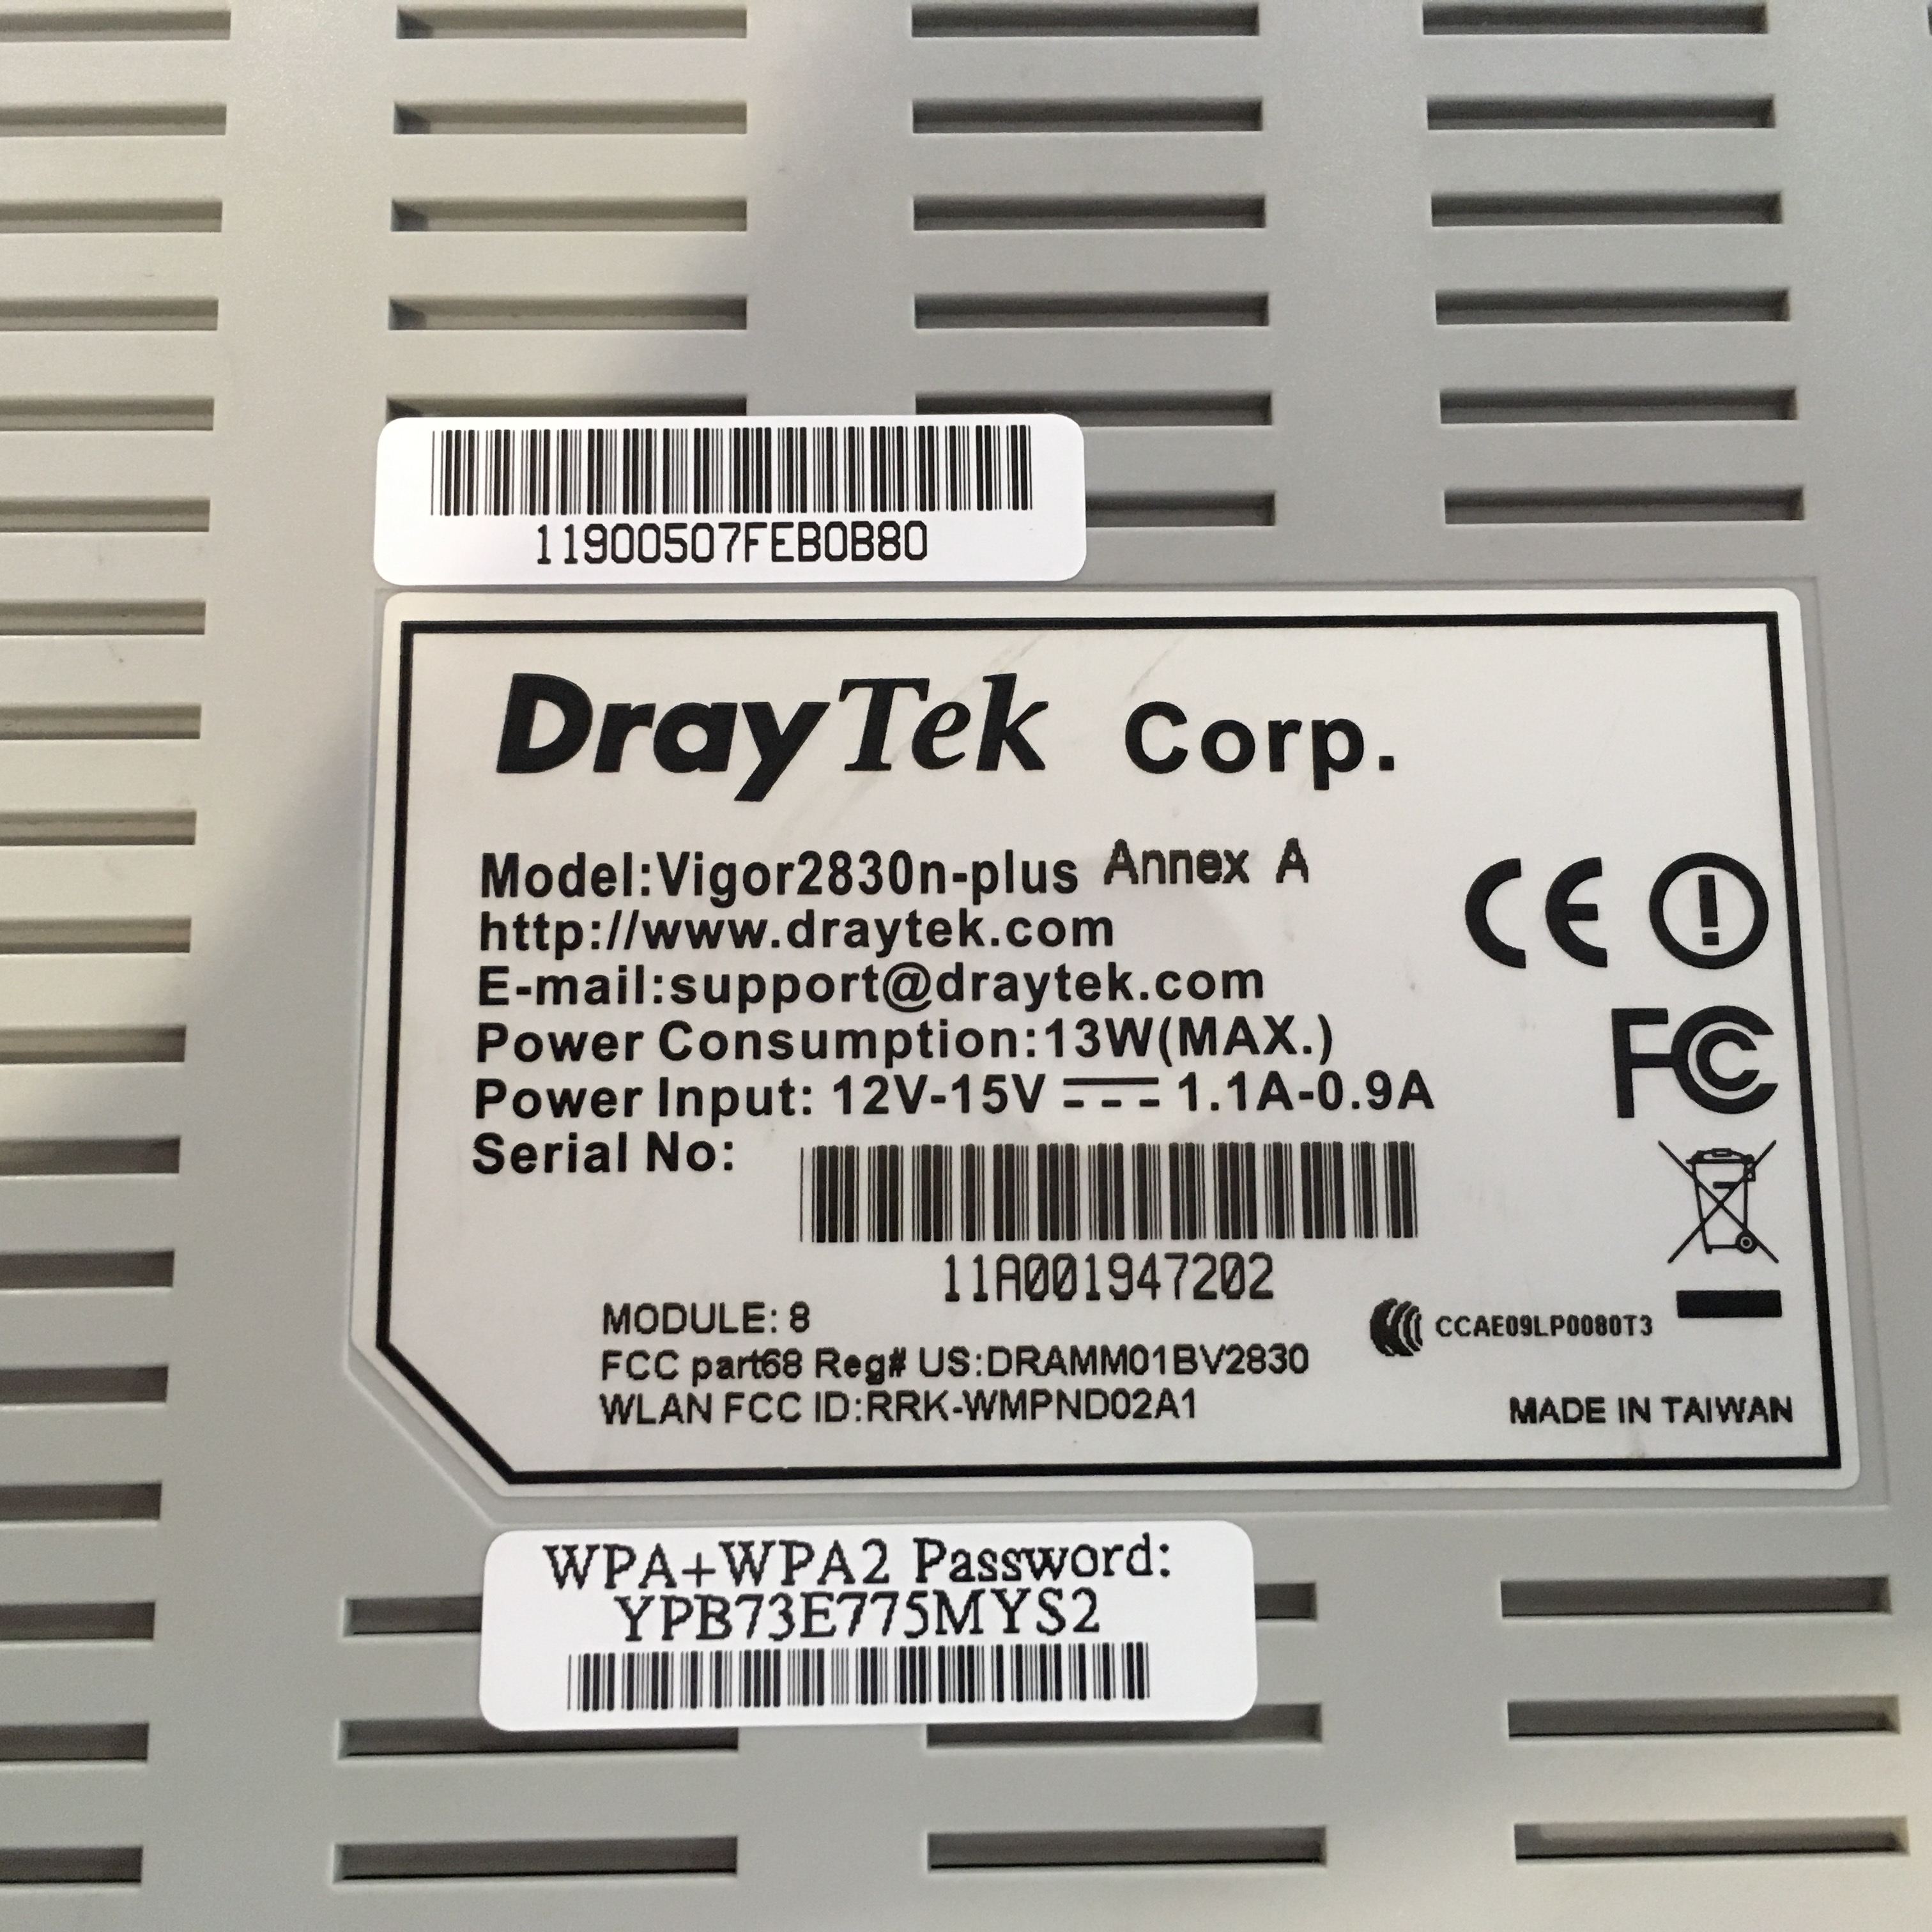 11900507FEB0B80
DrayTek Corp.
Model:Vigor2830n-plus Annex A
http://www.draytek.com
E-mail:support@draytek.com
Power Consumption:13W(MAX.)
Power Input: 12V-15V ⎓ 1.1A-0.9A
Serial No:
11A001947202
CE
FC
MODULE: 8
CCAE09LP0080T3
FCC part68 Reg# US:DRAMM01BV2830
WLAN FCC ID:RRK-WMPND02A1
MADE IN TAIWAN
WPA+WPA2 Password:
YPB73E775MYS2